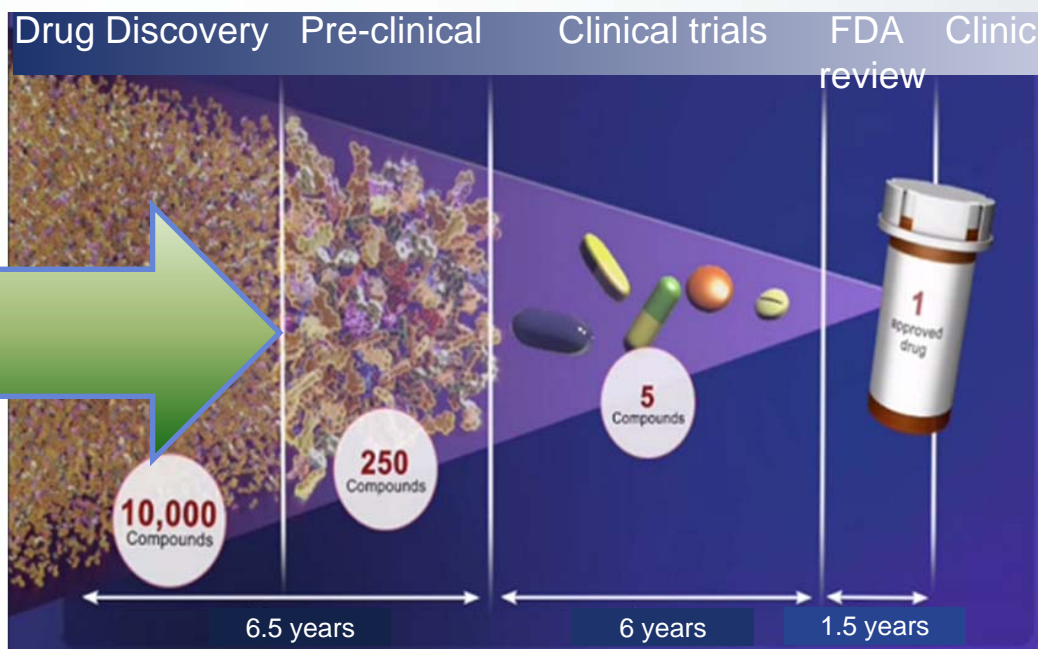 Drug Discovery
Pre-clinical
Clinical trials
FDA
review
Clinic
10,000
Compounds
250
Compounds
5
Compounds
1
approved
drug
6.5 years
6 years
1.5 years